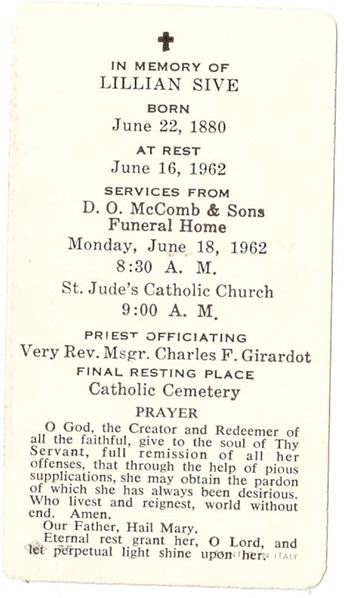 IN MEMORY OF
LILLIAN SIVE
BORN
June 22, 1880
AT REST
June 16, 1962
SERVICES FROM
D. O. McComb & Sons
Funeral Home
Monday, June 18, 1962
8:30 A. M.
St. Jude's Catholic Church
9:00 A. M.
PRIEST OFFICIATING
Very Rev. Msgr. Charles F. Girardot
FINAL RESTING PLACE
Catholic Cemetery
PRAYER
O God, the Creator and Redeemer of
all the faithful, give to the soul of Thy
Servant, full remission of all her
offenses, that through the help of pious
supplications, she may obtain the pardon
of which she has always been desirious.
Who livest and reignest, world without
end. Amen.
Our Father, Hail Mary.
Eternal rest grant her, O Lord, and
let perpetual light shine upon her.
IN ITALY